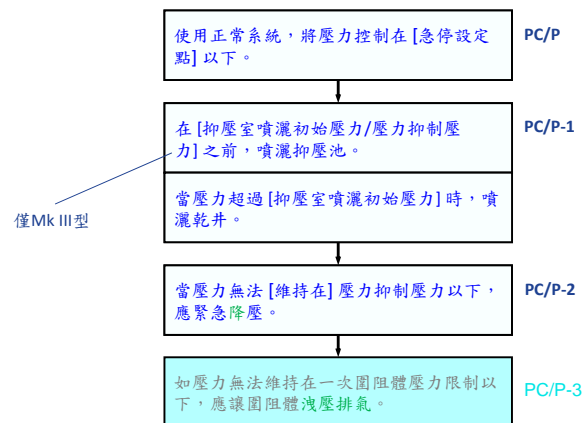 使用正常系統，將壓力控制在 [急停設定
點] 以下。
PC/P
在 [抑壓室噴灑初始壓力/壓力抑制壓
力] 之前，噴灑抑壓池。
PC/P-1
僅Mk III型
當壓力超過 [抑壓室噴灑初始壓力] 時，噴
灑乾井。
當壓力無法 [維持在] 壓力抑制壓力以下，
應緊急降壓。
PC/P-2
如壓力無法維持在一次圍阻體壓力限制以
下，應讓圍阻體洩壓排氣。
PC/P-3